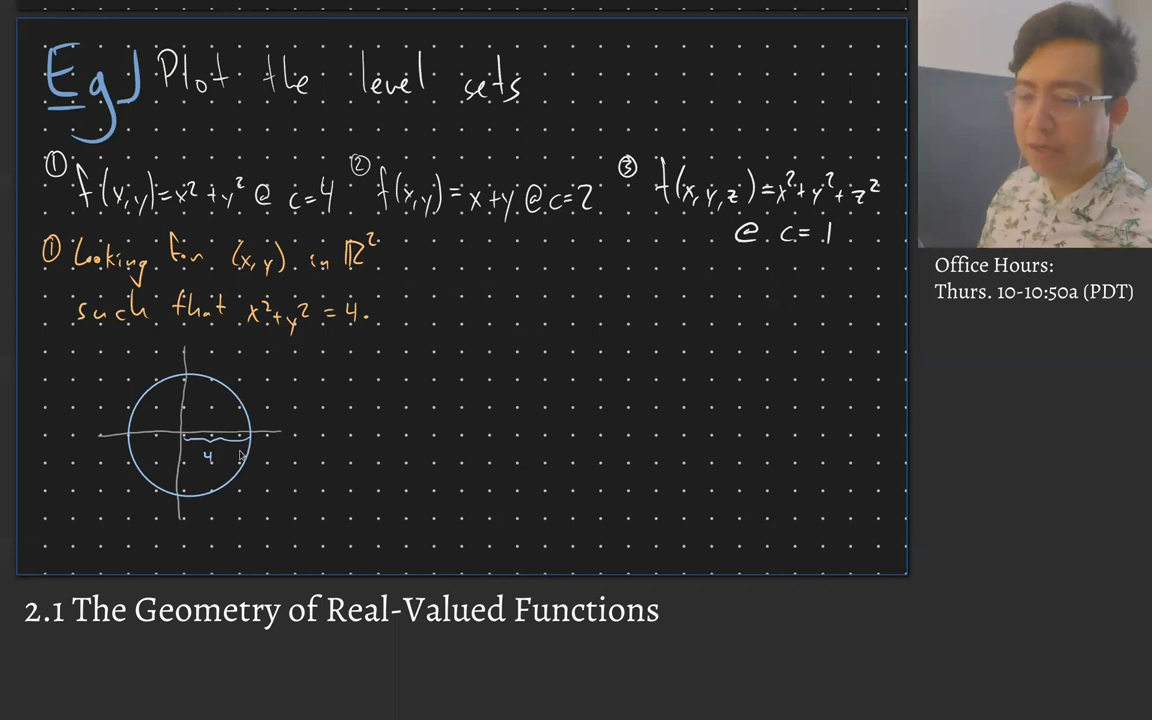 Eg) Plot the level sets
① f(x,y)=x²+y² @ c=4 ② f(x,y)=x+y @ c=2 ③ f(x,y,z)=x²+y²+z²
@ c=1
① Looking for (x,y) in ℝ²
such that x²+y²=4.
4
Office Hours:
Thurs. 10-10:50a (PDT)
2.1 The Geometry of Real-Valued Functions